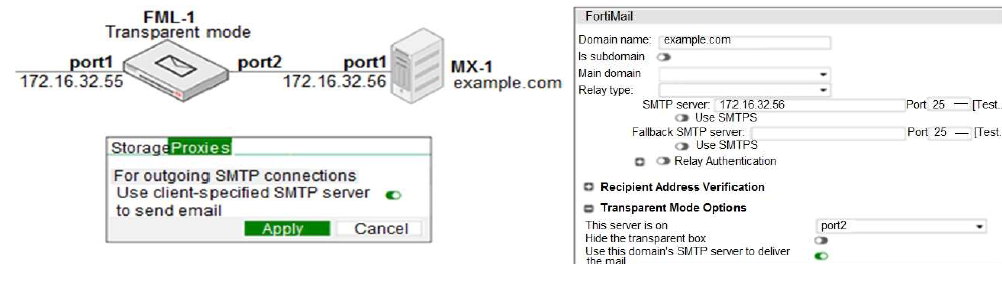 FML-1
Transparent mode
port1
port2
port1
172.16.32.55
172.16.32.56
MX-1
example.com
Storage Proxies
For outgoing SMTP connections
Use client-specified SMTP server
to send email
Apply Cancel
FortiMail
Domain name: example.com
Is subdomain
Main domain
Relay type:
SMTP server: 172.16.32.56 Port 25 — [Test..
Use SMTPS
Fallback SMTP server: Port 25 — [Test.
Use SMTPS
Relay Authentication
Recipient Address Verification
Transparent Mode Options
This server is on port2
Hide the transparent box
Use this domain's SMTP server to deliver
the mail